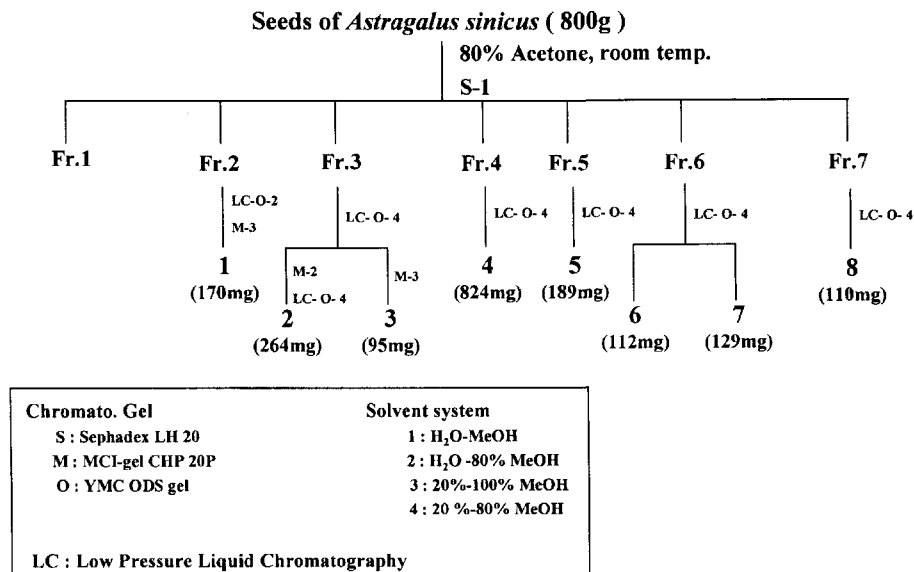 Seeds of Astragalus sinicus ( 800g )
80% Acetone, room temp.
S-1
Fr.1 Fr.2 Fr.3 Fr.4 Fr.5 Fr.6 Fr.7
LC-O-2
M-3
LC- O- 4
LC- O- 4
LC- O- 4
LC- O- 4
LC- O- 4
1
(170mg)
M-2
LC- O- 4
M-3
4
(824mg)
5
(189mg)
8
(110mg)
2
(264mg)
3
(95mg)
6
(112mg)
7
(129mg)
Chromato. Gel
S : Sephadex LH 20
M : MCI-gel CHP 20P
O : YMC ODS gel
Solvent system
1 : H₂O-MeOH
2 : H₂O -80% MeOH
3 : 20%-100% MeOH
4 : 20 %-80% MeOH
LC : Low Pressure Liquid Chromatography